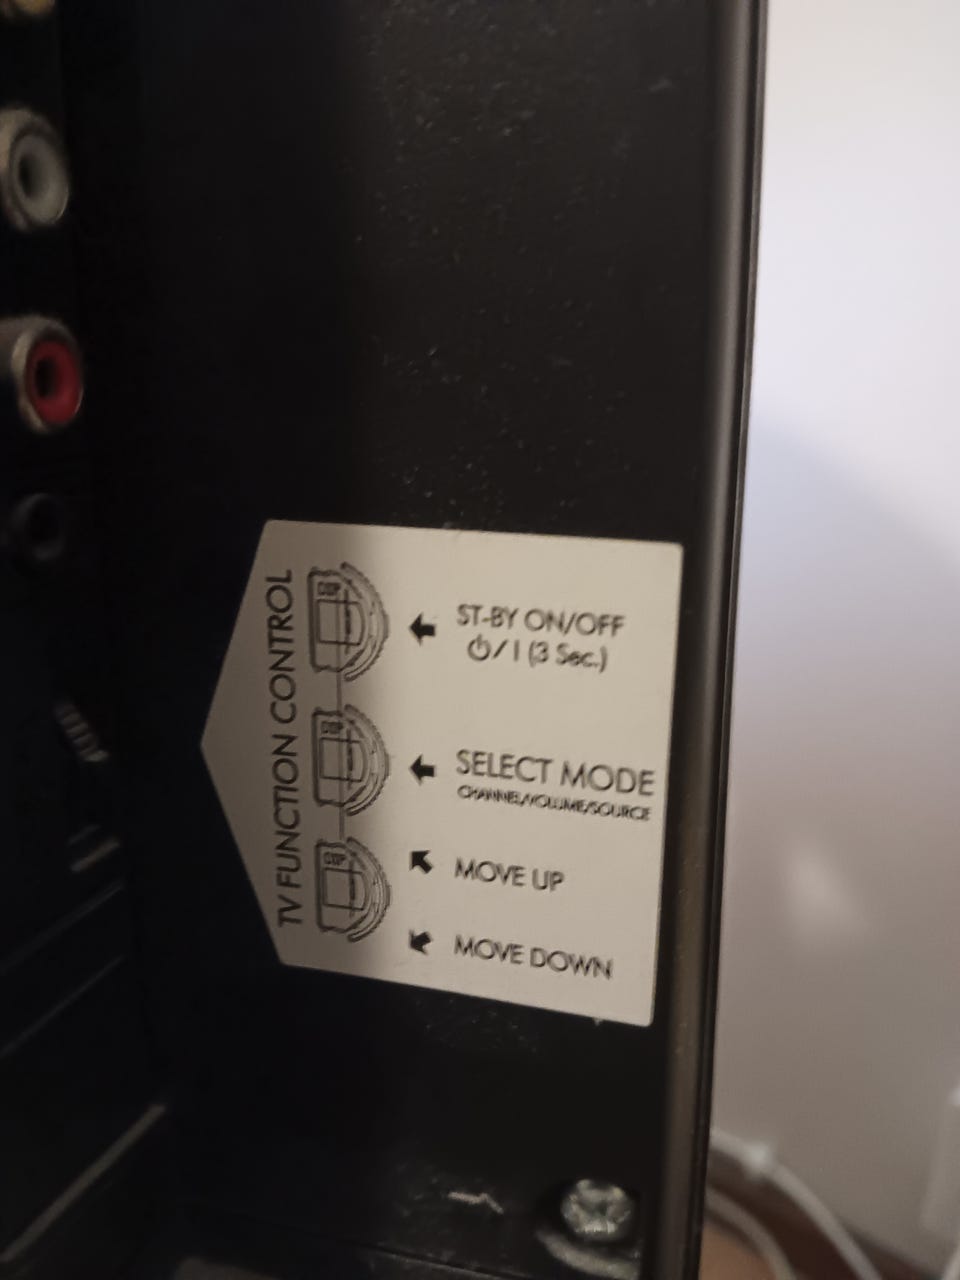 TV FUNCTION CONTROL
ST-BY ON/OFF
⏻/I (3 Sec.)
SELECT MODE
CHANNEL/VOLUME/SOURCE
MOVE UP
MOVE DOWN